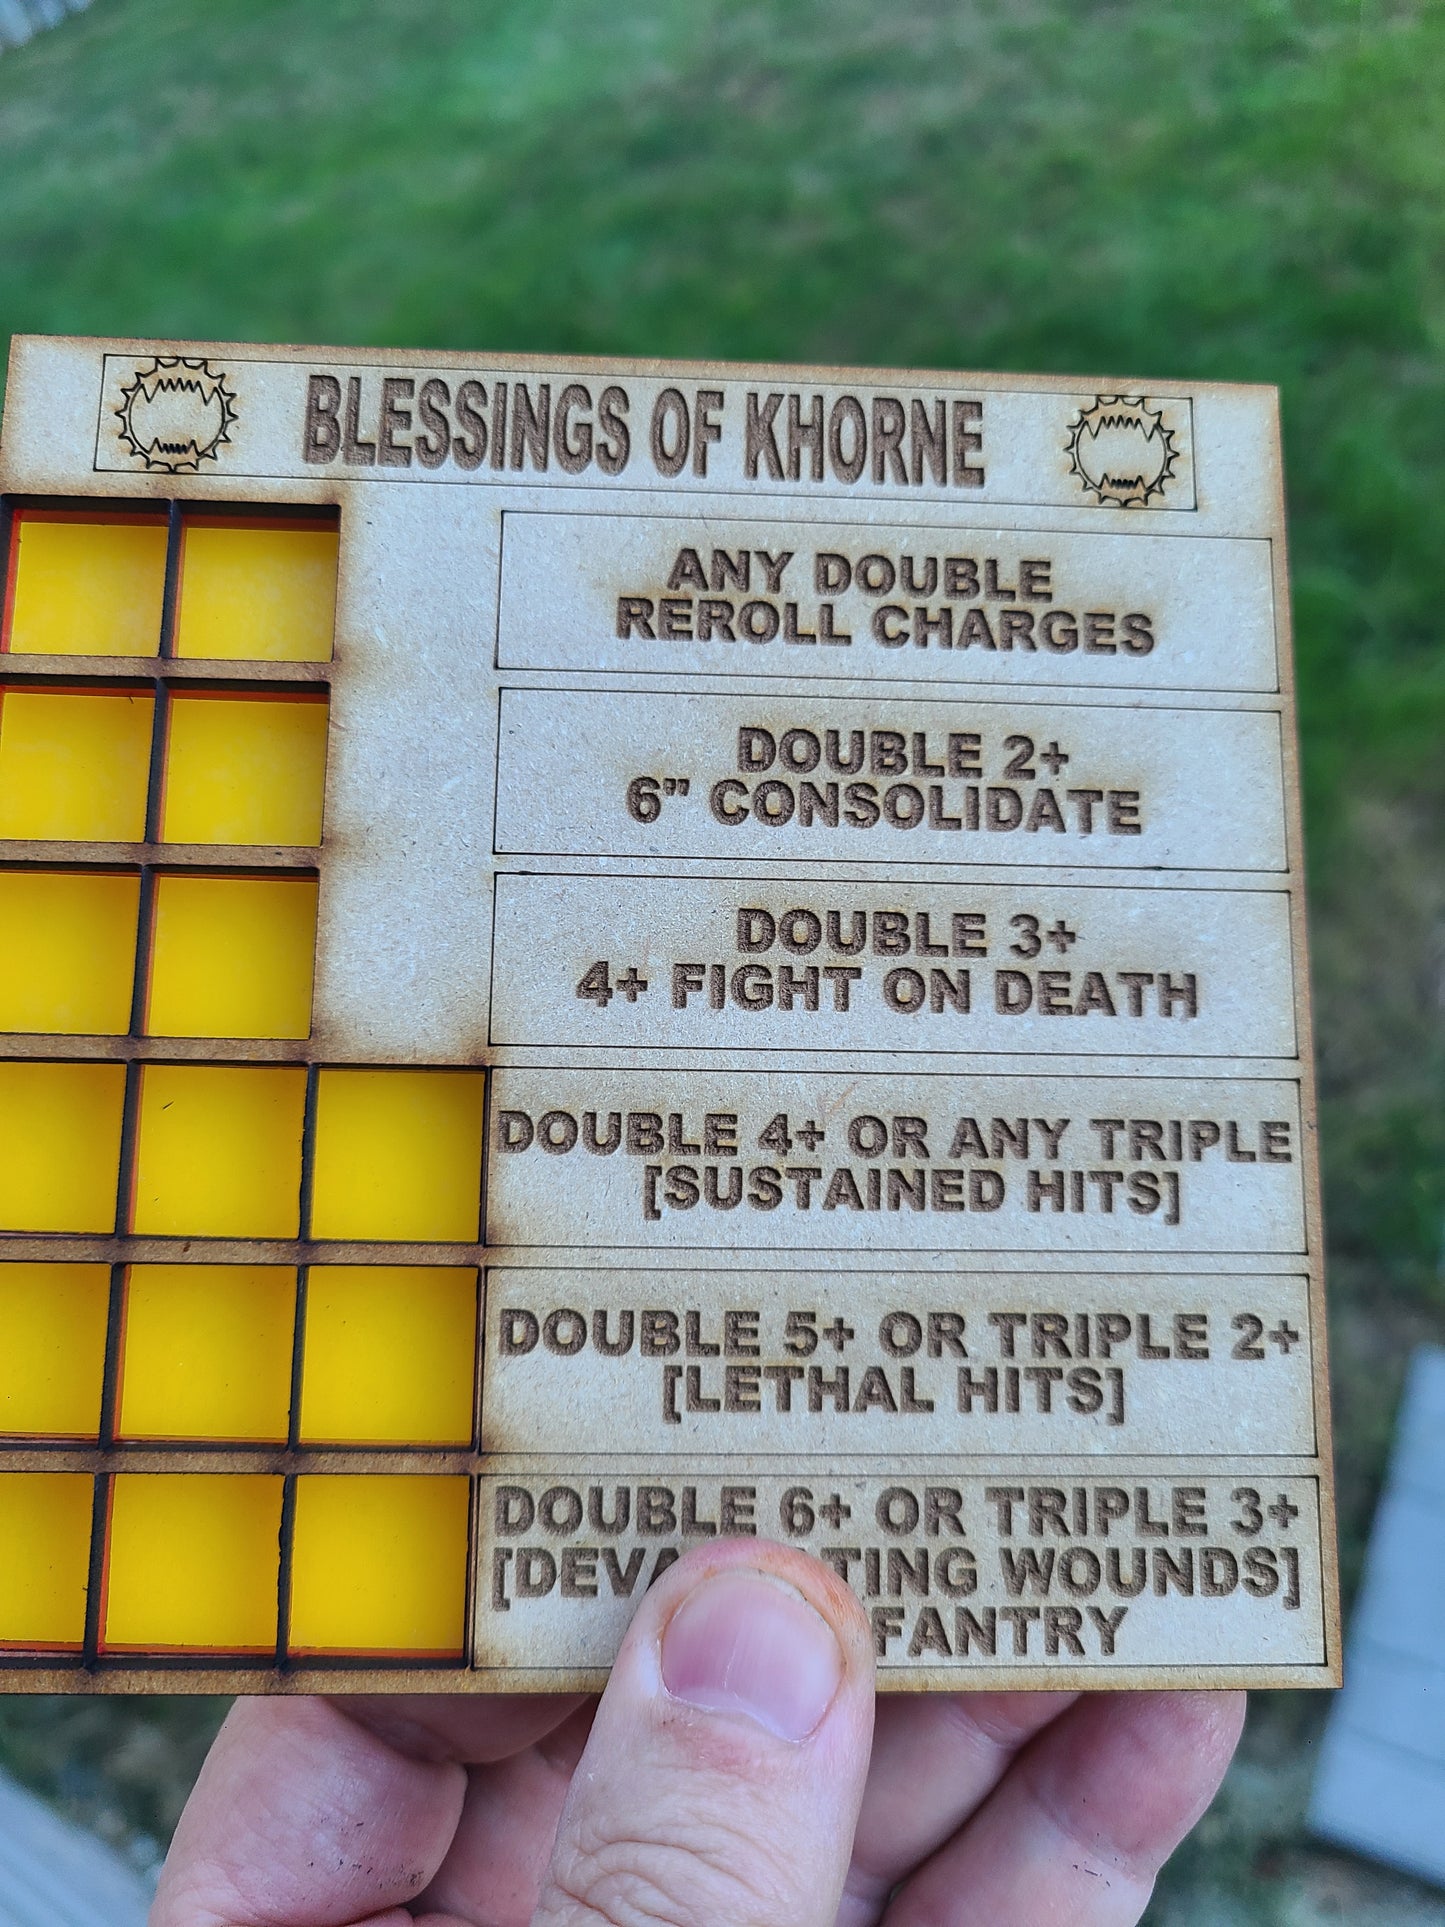 BLESSINGS OF KHORNE
ANY DOUBLE
REROLL CHARGES
DOUBLE 2+
6" CONSOLIDATE
DOUBLE 3+
4+ FIGHT ON DEATH
DOUBLE 4+ OR ANY TRIPLE
[SUSTAINED HITS]
DOUBLE 5+ OR TRIPLE 2+
[LETHAL HITS]
DOUBLE 6+ OR TRIPLE 3+
WOUNDS]